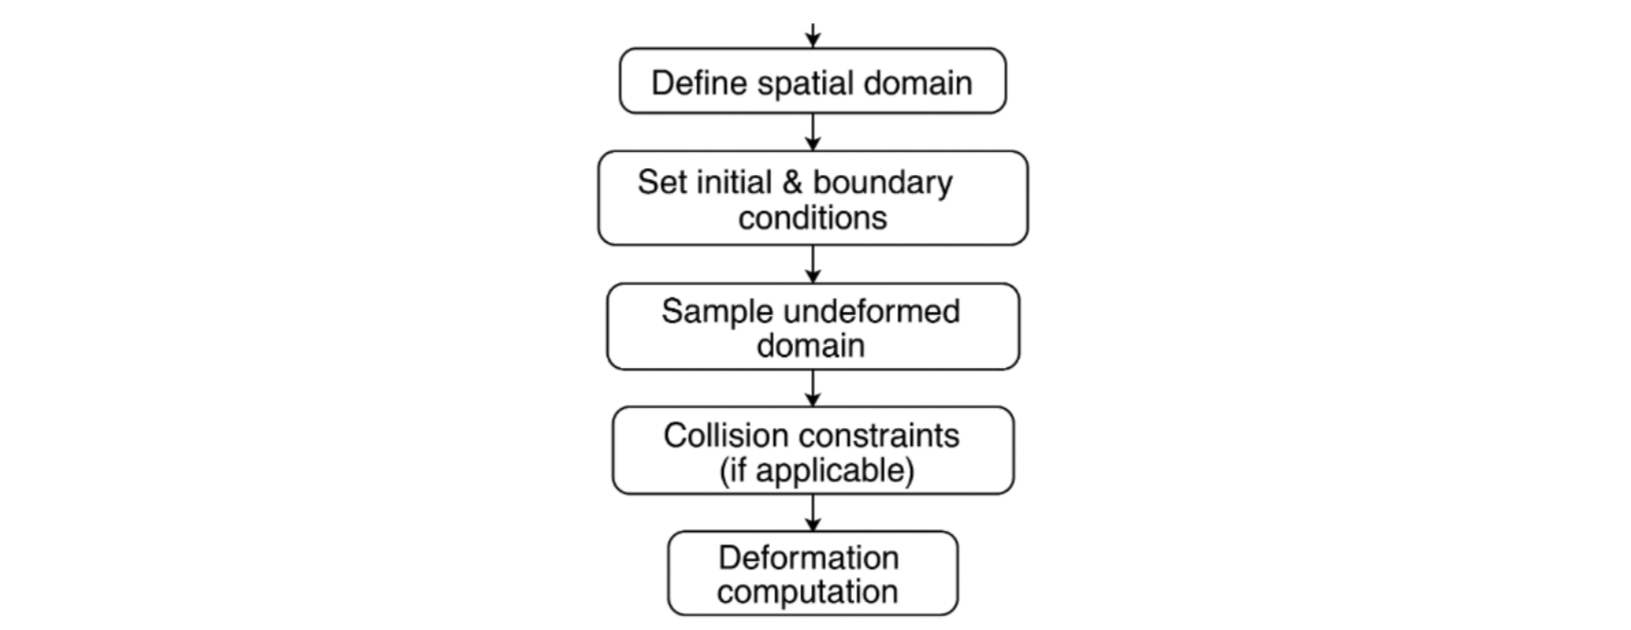 Define spatial domain
Set initial & boundary
conditions
Sample undeformed
domain
Collision constraints
(if applicable)
Deformation
computation